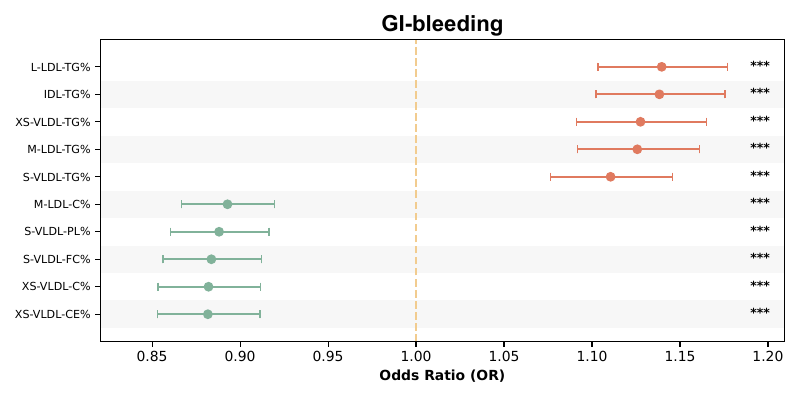 GI-bleeding
L-LDL-TG% ***
IDL-TG% ***
XS-VLDL-TG% ***
M-LDL-TG% ***
S-VLDL-TG% ***
M-LDL-C% ***
S-VLDL-PL% ***
S-VLDL-FC% ***
XS-VLDL-C% ***
XS-VLDL-CE% ***
0.85 0.90 0.95 1.00 1.05 1.10 1.15 1.20
Odds Ratio (OR)